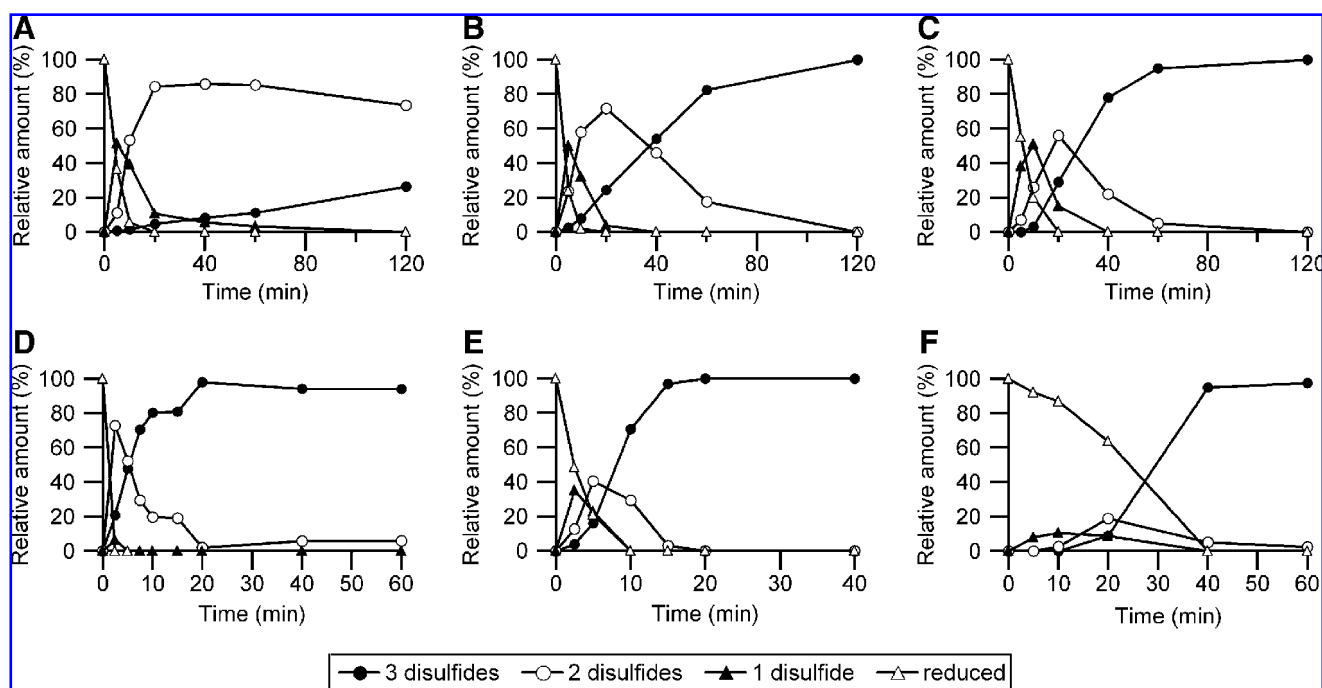 A
B
C
Relative amount (%)
100
80
60
40
20
0
0 40 80 120
Time (min)
Relative amount (%)
100
80
60
40
20
0
0 40 80 120
Time (min)
Relative amount (%)
100
80
60
40
20
0
0 40 80 120
Time (min)
D
E
F
Relative amount (%)
100
80
60
40
20
0
0 10 20 30 40 50 60
Time (min)
Relative amount (%)
100
80
60
40
20
0
0 10 20 30 40
Time (min)
Relative amount (%)
100
80
60
40
20
0
0 10 20 30 40 50 60
Time (min)
3 disulfides 2 disulfides 1 disulfide reduced